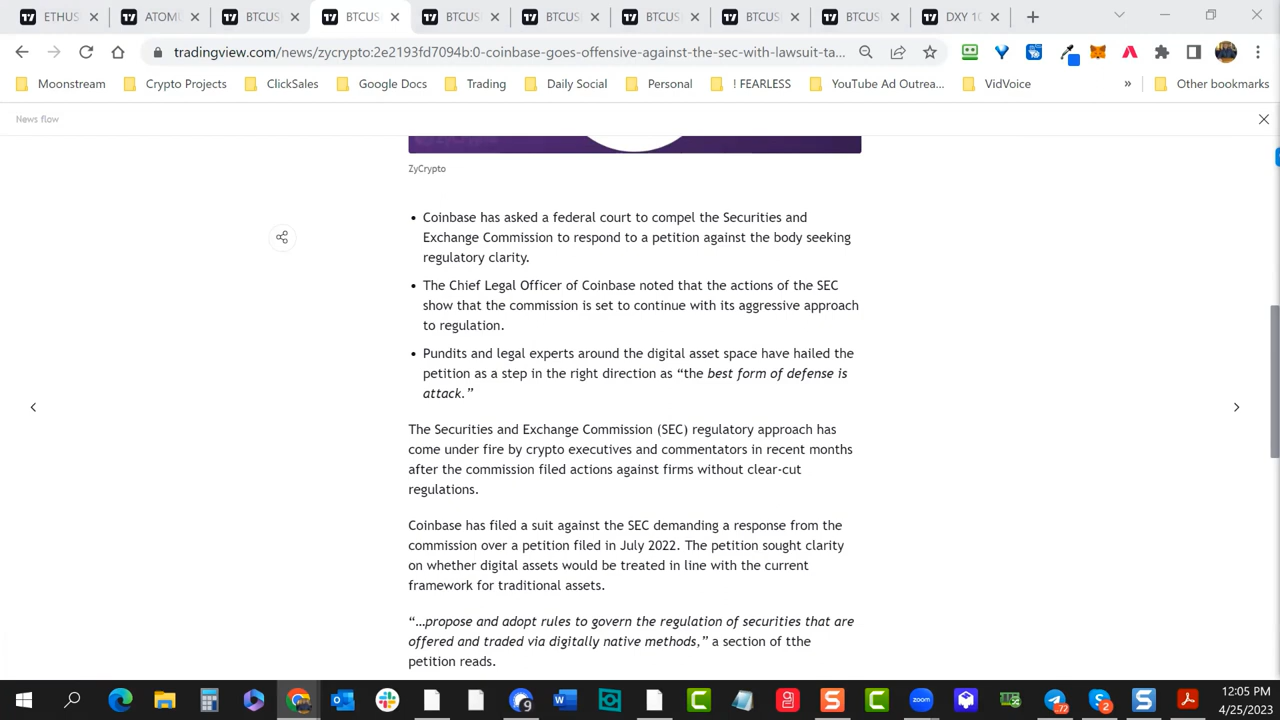 ETHUS
ATOMU
BTCUS
BTCUS
BTCUS
BTCUS
BTCUS
BTCUS
BTCUS
DXY 10
tradingview.com/news/zycrypto:2e2193fd7094b:0-coinbase-goes-offensive-against-the-sec-with-lawsuit-ta...
Moonstream
Crypto Projects
ClickSales
Google Docs
Trading
Daily Social
Personal
! FEARLESS
YouTube Ad Outrea...
VidVoice
»
Other bookmarks
News flow
ZyCrypto
• Coinbase has asked a federal court to compel the Securities and
Exchange Commission to respond to a petition against the body seeking
regulatory clarity.
• The Chief Legal Officer of Coinbase noted that the actions of the SEC
show that the commission is set to continue with its aggressive approach
to regulation.
• Pundits and legal experts around the digital asset space have hailed the
petition as a step in the right direction as “the best form of defense is
attack.”
The Securities and Exchange Commission (SEC) regulatory approach has
come under fire by crypto executives and commentators in recent months
after the commission filed actions against firms without clear-cut
regulations.
Coinbase has filed a suit against the SEC demanding a response from the
commission over a petition filed in July 2022. The petition sought clarity
on whether digital assets would be treated in line with the current
framework for traditional assets.
“…propose and adopt rules to govern the regulation of securities that are
offered and traded via digitally native methods,” a section of tthe
petition reads.
9
zoom
72
2
12:05 PM
4/25/2023